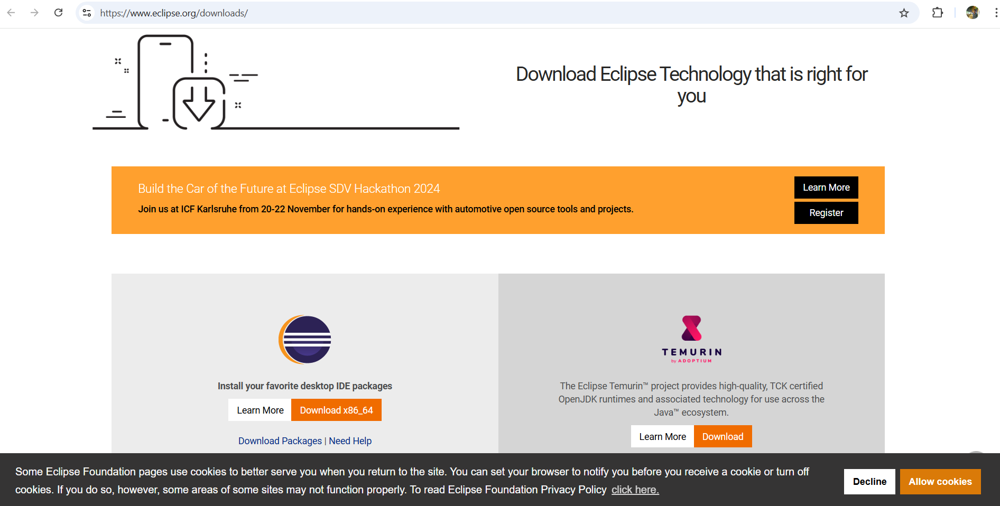 https://www.eclipse.org/downloads/
Download Eclipse Technology that is right for
you
Build the Car of the Future at Eclipse SDV Hackathon 2024
Join us at ICF Karlsruhe from 20-22 November for hands-on experience with automotive open source tools and projects.
Learn More
Register
Install your favorite desktop IDE packages
Learn More
Download x86_64
Download Packages | Need Help
TEMURIN
by ADOPTIUM
The Eclipse Temurin™ project provides high-quality, TCK certified
OpenJDK runtimes and associated technology for use across the
Java™ ecosystem.
Learn More
Download
Some Eclipse Foundation pages use cookies to better serve you when you return to the site. You can set your browser to notify you before you receive a cookie or turn off
cookies. If you do so, however, some areas of some sites may not function properly. To read Eclipse Foundation Privacy Policy click here.
Decline
Allow cookies